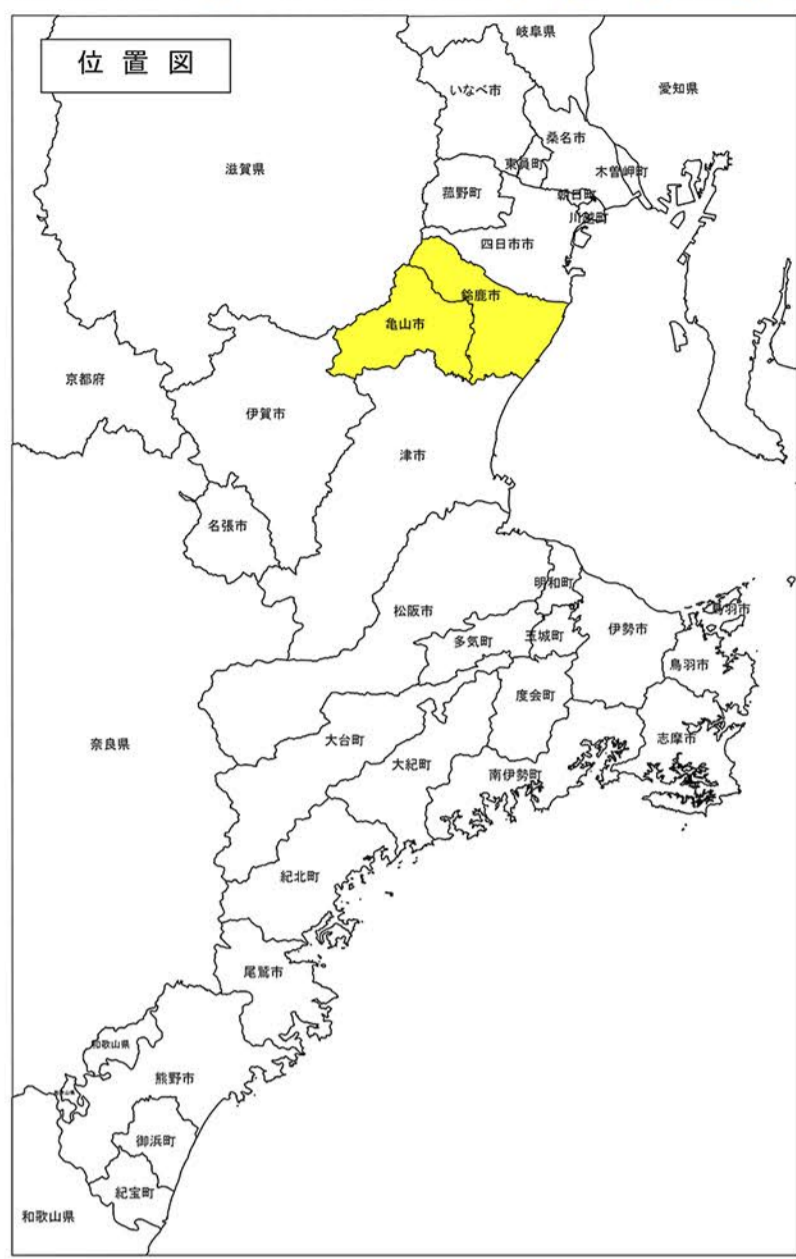 位置図
岐阜県
いなべ市
愛知県
桑名市
東員町
木曽岬町
滋賀県
菰野町
朝日町
川越町
四日市市
鈴鹿市
亀山市
京都府
伊賀市
津市
名張市
明和町
松阪市
鳥羽市
多気町
玉城町
伊勢市
鳥羽市
度会町
奈良県
大台町
志摩市
大紀町
南伊勢町
紀北町
尾鷲市
和歌山県
熊野市
御浜町
紀宝町
和歌山県